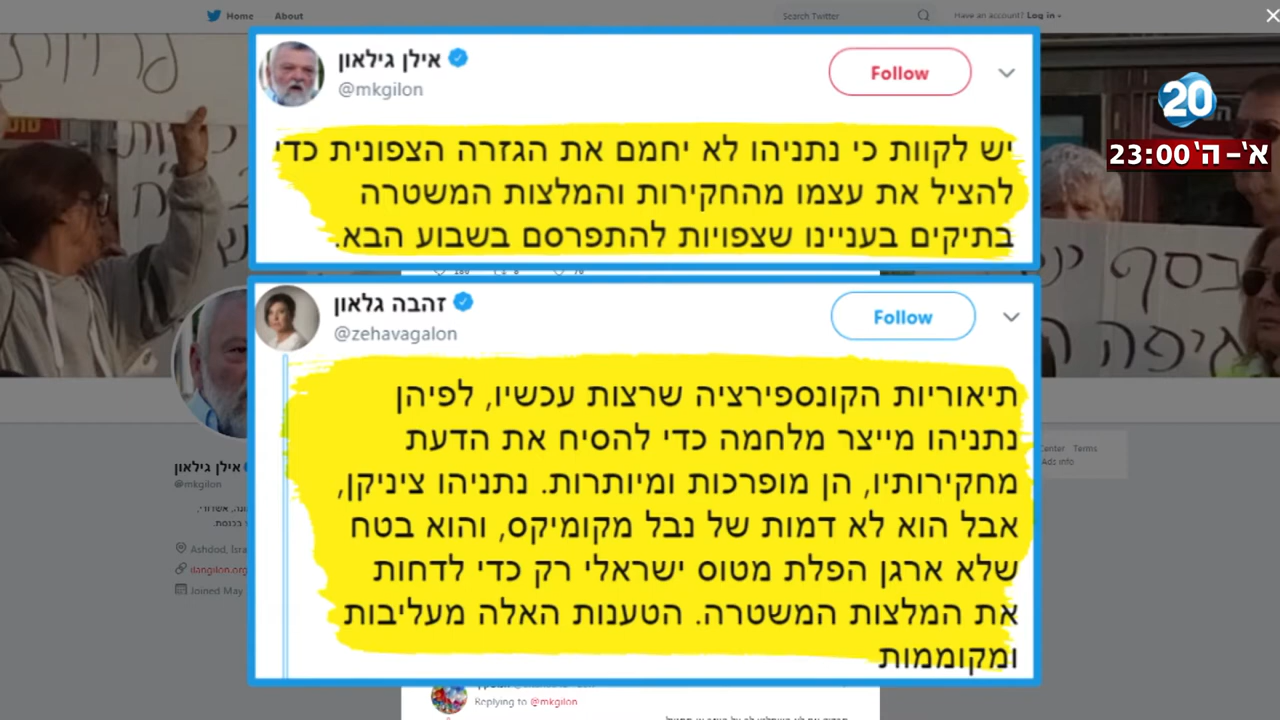 Home About Search Twitter Have an account? Log in
20
א'-ה' 23:00
אילן גילאון
@mkgilon
Follow
יש לקוות כי נתניהו לא יחמם את הגזרה הצפונית כדי
להציל את עצמו מהחקירות והמלצות המשטרה
בתיקים בעניינו שצפויות להתפרסם בשבוע הבא.
זהבה גלאון
@zehavagalon
Follow
תיאוריות הקונספירציה שרצות עכשיו, לפיהן
נתניהו מייצר מלחמה כדי להסיח את הדעת
מחקירותיו, הן מופרכות ומיותרות. נתניהו ציניקן,
אבל הוא לא דמות של נבל מקומיקס, והוא בטח
שלא ארגן הפלת מטוס ישראלי רק כדי לדחות
את המלצות המשטרה. הטענות האלה מעליבות
ומקוממות
אילן גילאון
@mkgilon
Ashdod, Isra
ilangilon.org
Joined May
Center Terms
Ads info
Replying to @mkgilon